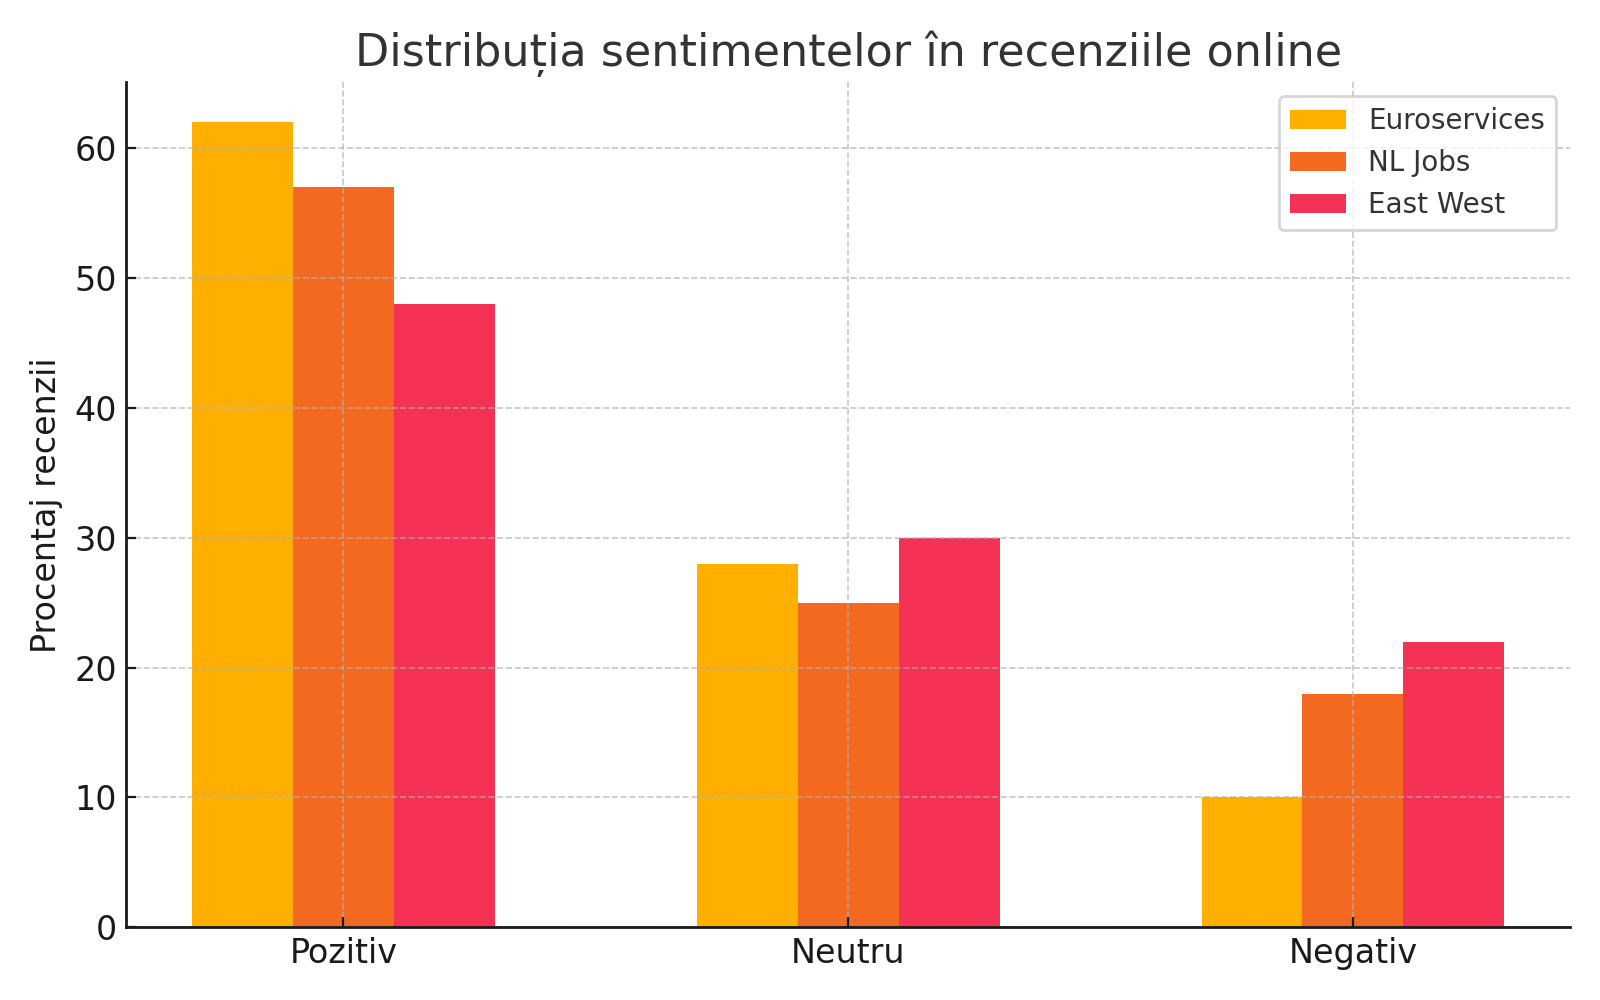 Distribuția sentimentelor în recenziile online
Euroservices
NL Jobs
East West
Procentaj recenzii
60
50
40
30
20
10
0
Pozitiv
Neutru
Negativ